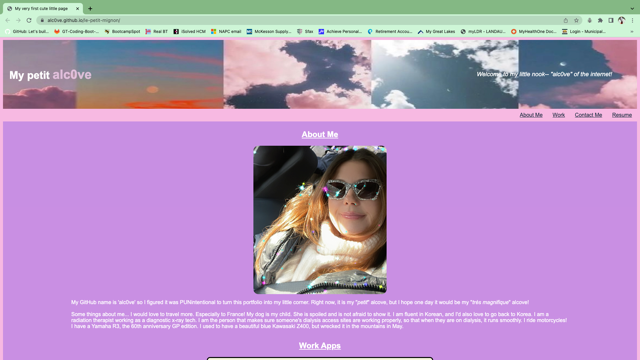 My very first cute little page
alc0ve.github.io/le-petit-mignon/
GitHub: Let's buil...
GT-Coding-Boot-...
BootcampSpot
Real BT
iSolved HCM
NAPC email
McKesson Supply...
Sfax
Achieve Personal...
Retirement Accou...
My Great Lakes
myLDR - LANDAU...
MyHealthOne Do...
Login - Municipal...
My petit alc0ve
Welcome to my little nook-- "alc0ve" of the internet!
About Me Work Contact Me Resume
About Me
My GitHub name is 'alc0ve' so I figured it was PUNintentional to turn this portfolio into my little corner. Right now, it is my "petit" alcove, but I hope one day it would be my "très magnifique" alcove!
Some things about me... I would love to travel more. Especially to France! My dog is my child. She is spoiled and is not afraid to show it. I am fluent in Korean, and I'd also love to go back to Korea. I am a
radiation therapist working as a diagnostic x-ray tech. I am the person that makes sure someone's dialysis access sites are working properly, so that when they are on dialysis, it runs smoothly. I ride motorcycles!
I have a Yamaha R3, the 60th anniversary GP edition. I used to have a beautiful blue Kawasaki Z400, but wrecked it in the mountains in May.
Work Apps